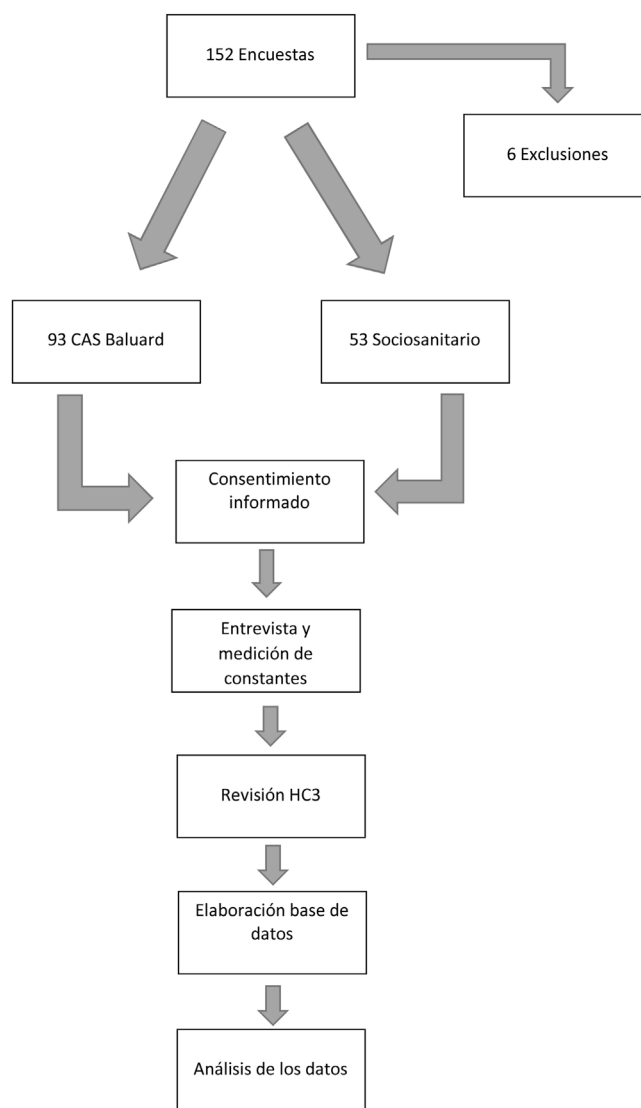 152 Encuestas
6 Exclusiones
93 CAS Baluard
53 Sociosanitario
Consentimiento
informado
Entrevista y
medición de
constantes
Revisión HC3
Elaboración base de
datos
Análisis de los datos